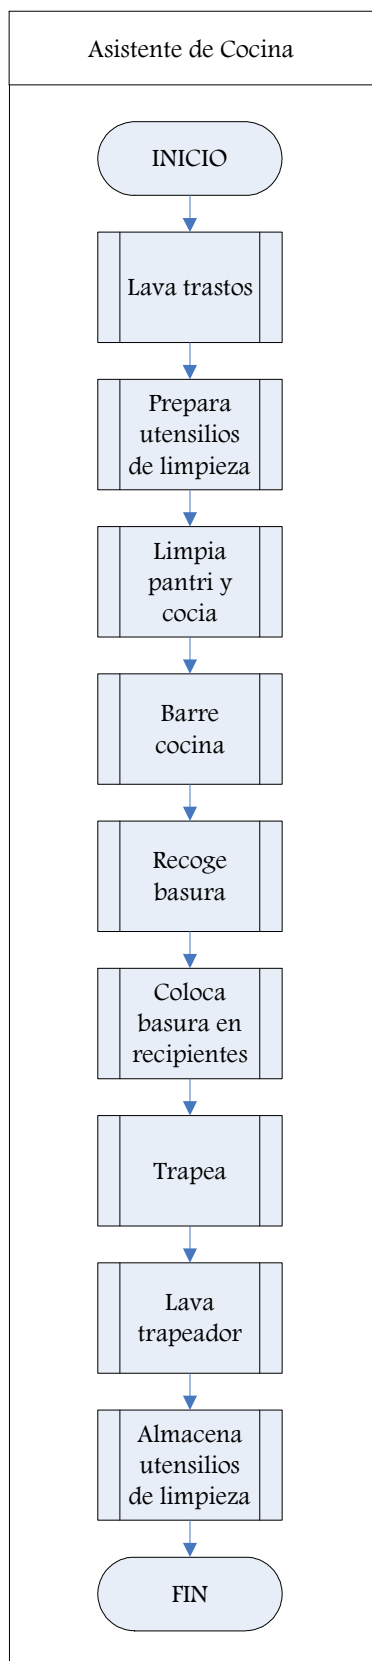 Asistente de Cocina
INICIO
Lava trastos
Prepara
utensilios
de limpieza
Limpia
pantri y
cocia
Barre
cocina
Recoge
basura
Coloca
basura en
recipientes
Trapea
Lava
trapeador
Almacena
utensilios
de limpieza
FIN